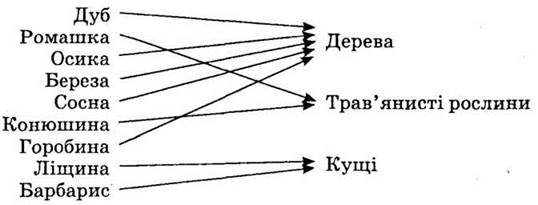 Дуб
Ромашка
Осика
Береза
Сосна
Конюшина
Горобина
Ліщина
Барбарис
Дерева
Трав’янисті рослини
Кущі